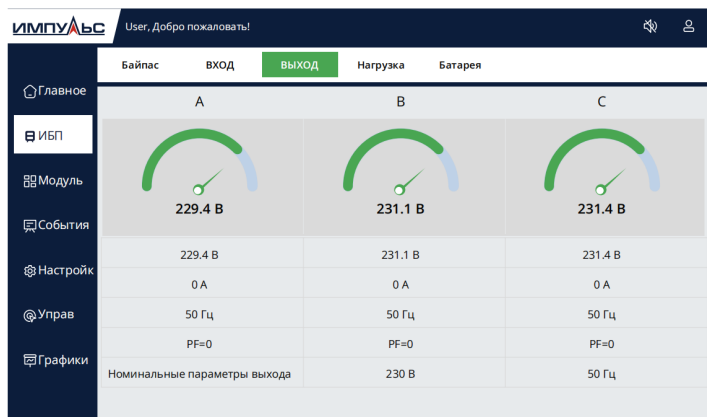 ИМПУЛЬС
User, Добро пожаловать!
Байпас ВХОД ВЫХОД Нагрузка Батарея
Главное
ИБП
Модуль
События
Настройк
Управ
Графики
A B C
229.4 В 231.1 В 231.4 В
229.4 В 231.1 В 231.4 В
0 А 0 А 0 А
50 Гц 50 Гц 50 Гц
PF=0 PF=0 PF=0
Номинальные параметры выхода 230 В 50 Гц